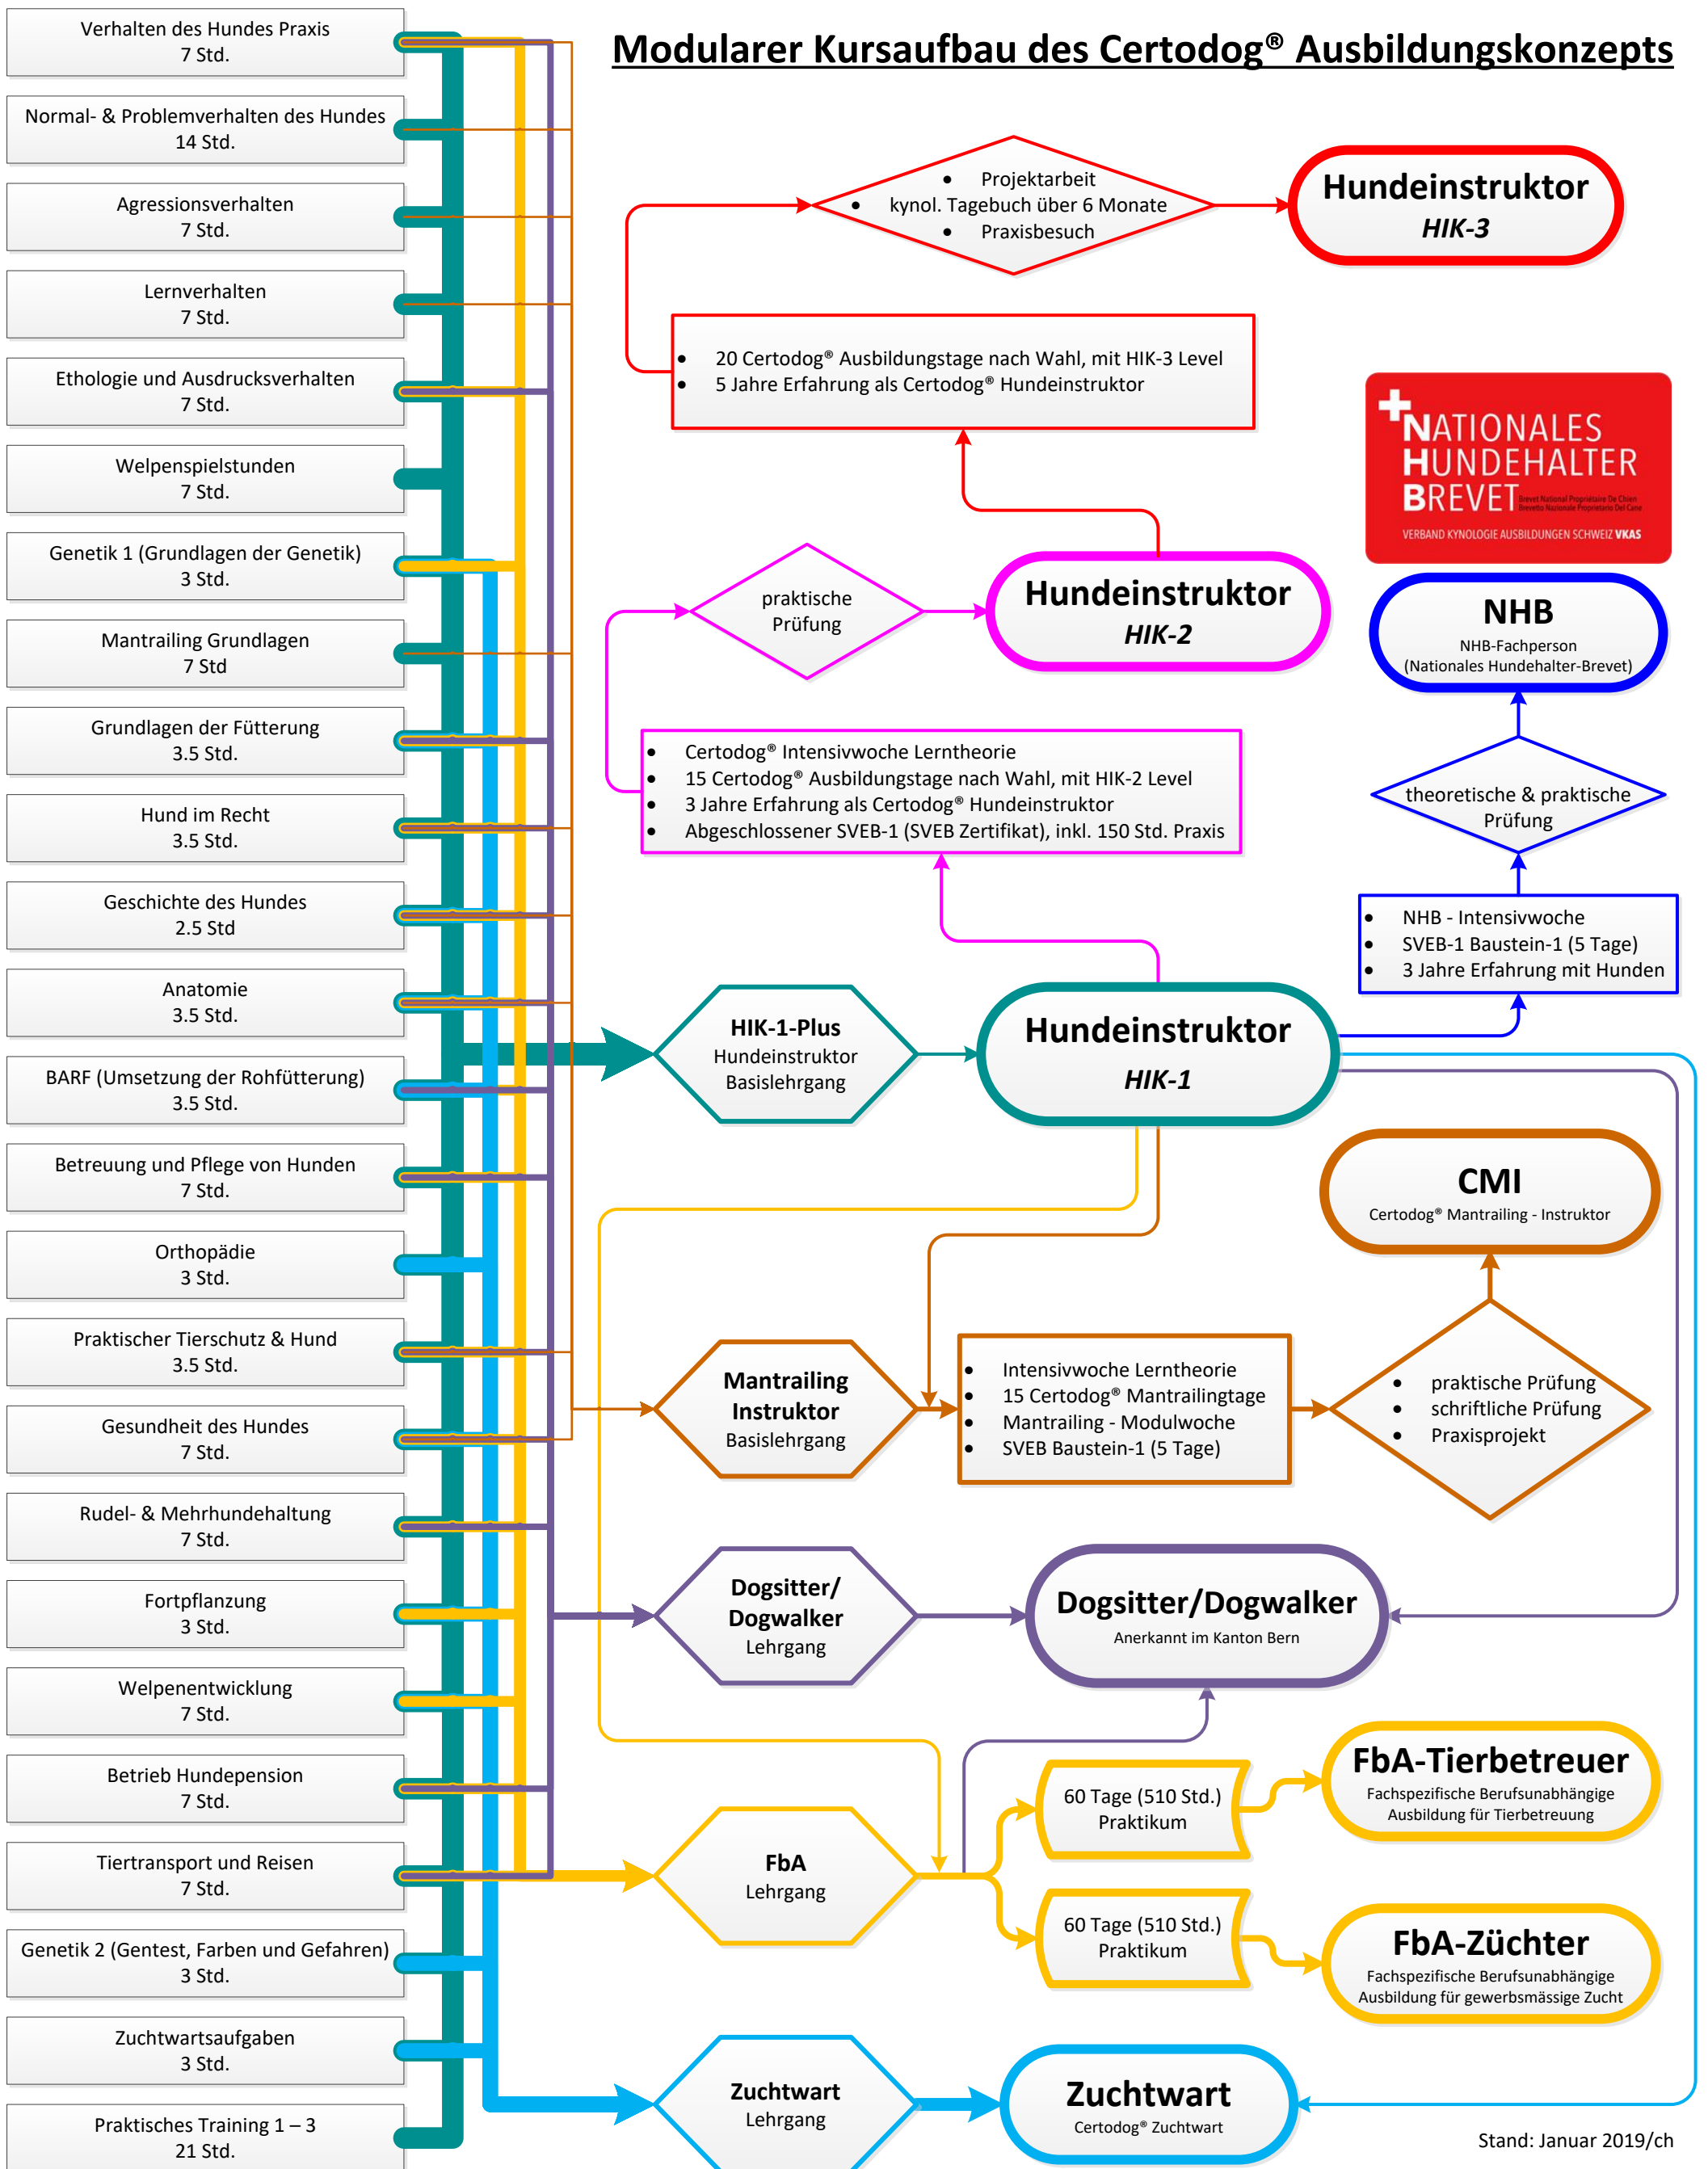 Modularer Kursaufbau des Certodog® Ausbildungskonzepts
Verhalten des Hundes Praxis
7 Std.
Normal- & Problemverhalten des Hundes
14 Std.
Agressionsverhalten
7 Std.
Lernverhalten
7 Std.
Ethologie und Ausdrucksverhalten
7 Std.
Welpenspielstunden
7 Std.
Genetik 1 (Grundlagen der Genetik)
3 Std.
Mantrailing Grundlagen
7 Std
Grundlagen der Fütterung
3.5 Std.
Hund im Recht
3.5 Std.
Geschichte des Hundes
2.5 Std
Anatomie
3.5 Std.
BARF (Umsetzung der Rohfütterung)
3.5 Std.
Betreuung und Pflege von Hunden
7 Std.
Orthopädie
3 Std.
Praktischer Tierschutz & Hund
3.5 Std.
Gesundheit des Hundes
7 Std.
Rudel- & Mehrhundehaltung
7 Std.
Fortpflanzung
3 Std.
Welpenentwicklung
7 Std.
Betrieb Hundepension
7 Std.
Tiertransport und Reisen
7 Std.
Genetik 2 (Gentest, Farben und Gefahren)
3 Std.
Zuchtwartsaufgaben
3 Std.
Praktisches Training 1 – 3
21 Std.
• Projektarbeit
• kynol. Tagebuch über 6 Monate
• Praxisbesuch
Hundeinstruktor
HIK-3
• 20 Certodog® Ausbildungstage nach Wahl, mit HIK-3 Level
• 5 Jahre Erfahrung als Certodog® Hundeinstruktor
NATIONALES
HUNDEHALTER
BREVET
Brevet National Propriétaire De Chien
Brevetto Nazionale Proprietario Del Cane
VERBAND KYNOLOGIE AUSBILDUNGEN SCHWEIZ VKAS
praktische
Prüfung
Hundeinstruktor
HIK-2
NHB
NHB-Fachperson
(Nationales Hundehalter-Brevet)
• Certodog® Intensivwoche Lerntheorie
• 15 Certodog® Ausbildungstage nach Wahl, mit HIK-2 Level
• 3 Jahre Erfahrung als Certodog® Hundeinstruktor
• Abgeschlossener SVEB-1 (SVEB Zertifikat), inkl. 150 Std. Praxis
theoretische & praktische
Prüfung
• NHB - Intensivwoche
• SVEB-1 Baustein-1 (5 Tage)
• 3 Jahre Erfahrung mit Hunden
HIK-1-Plus
Hundeinstruktor
Basislehrgang
Hundeinstruktor
HIK-1
CMI
Certodog® Mantrailing - Instruktor
Mantrailing
Instruktor
Basislehrgang
• Intensivwoche Lerntheorie
• 15 Certodog® Mantrailingtage
• Mantrailing - Modulwoche
• SVEB Baustein-1 (5 Tage)
• praktische Prüfung
• schriftliche Prüfung
• Praxisprojekt
Dogsitter/
Dogwalker
Lehrgang
Dogsitter/Dogwalker
Anerkannt im Kanton Bern
FbA
Lehrgang
60 Tage (510 Std.)
Praktikum
FbA-Tierbetreuer
Fachspezifische Berufsunabhängige
Ausbildung für Tierbetreuung
60 Tage (510 Std.)
Praktikum
FbA-Züchter
Fachspezifische Berufsunabhängige
Ausbildung für gewerbsmässige Zucht
Zuchtwart
Lehrgang
Zuchtwart
Certodog® Zuchtwart
Stand: Januar 2019/ch